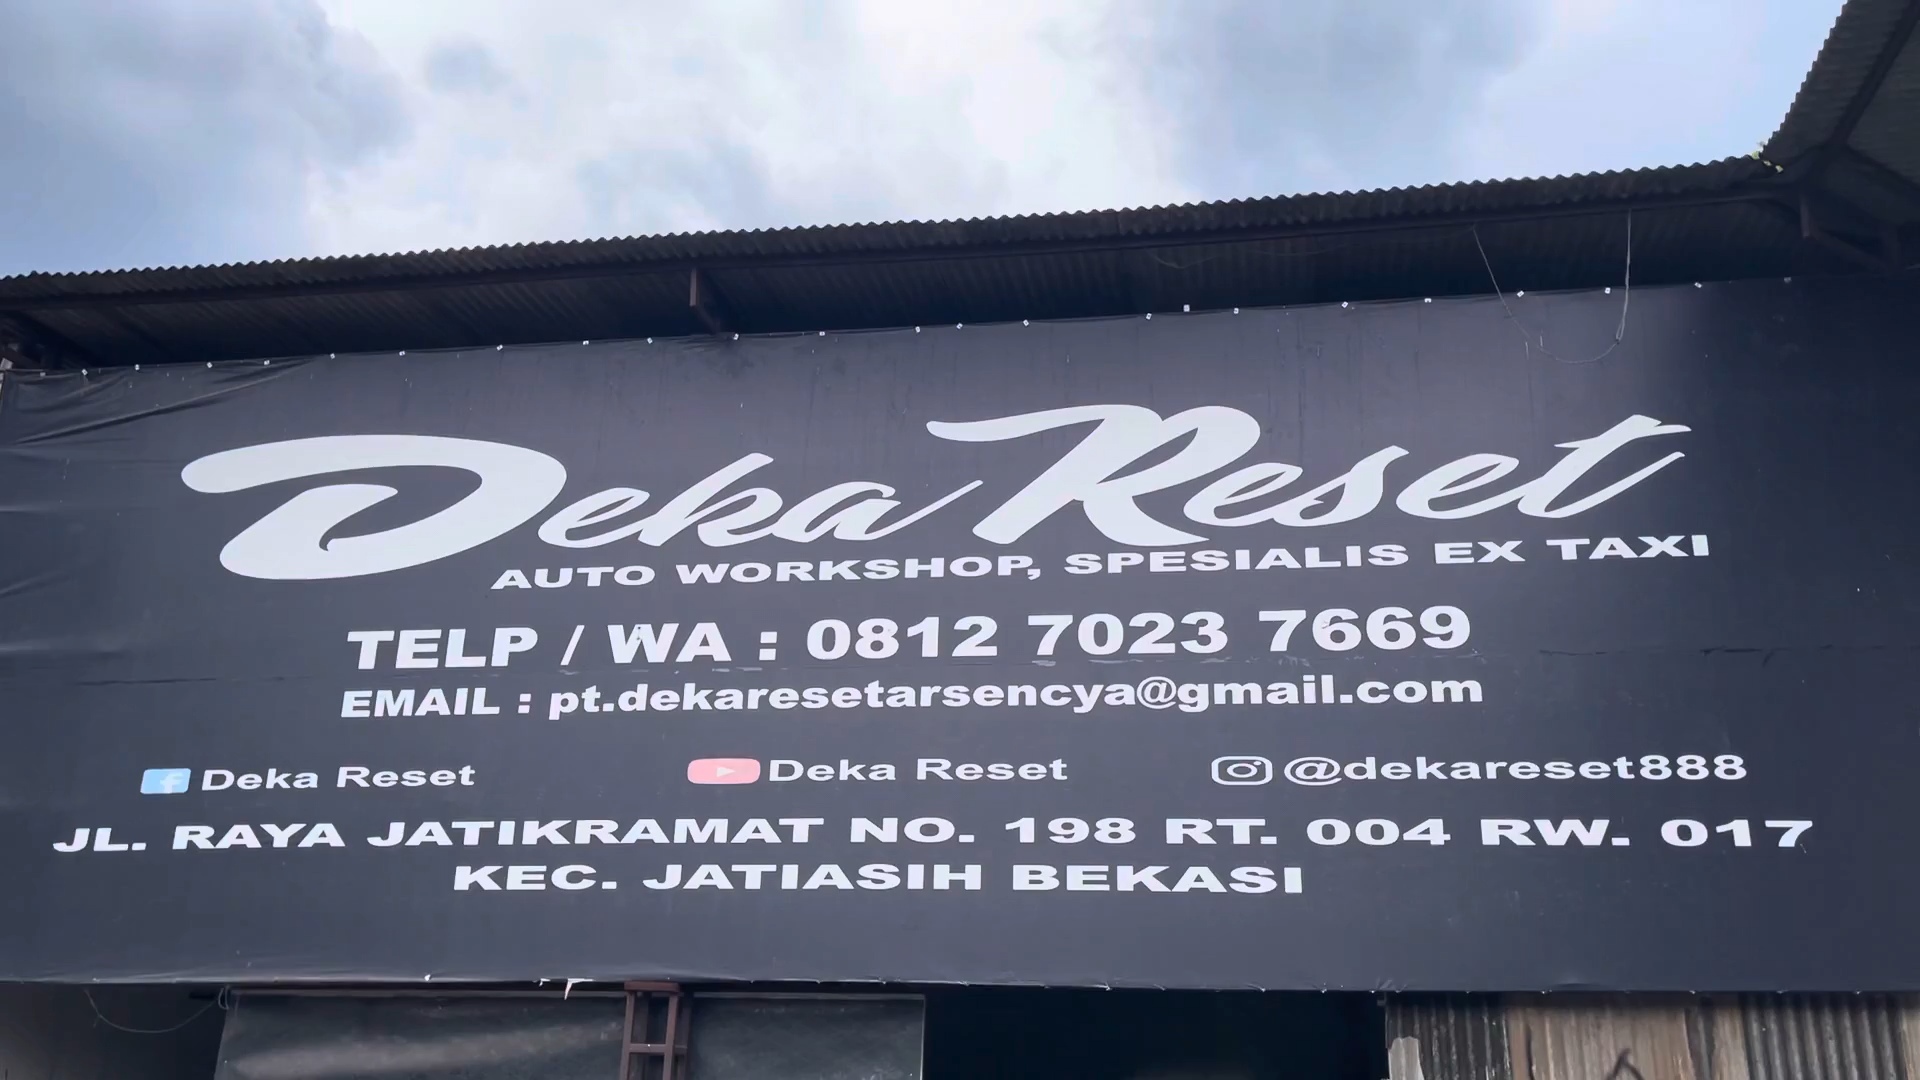 Deka Reset
AUTO WORKSHOP, SPESIALIS EX TAXI
TELP / WA : 0812 7023 7669
EMAIL : pt.dekaresetarsencya@gmail.com
Deka Reset Deka Reset @dekareset888
JL. RAYA JATIKRAMAT NO. 198 RT. 004 RW. 017
KEC. JATIASIH BEKASI